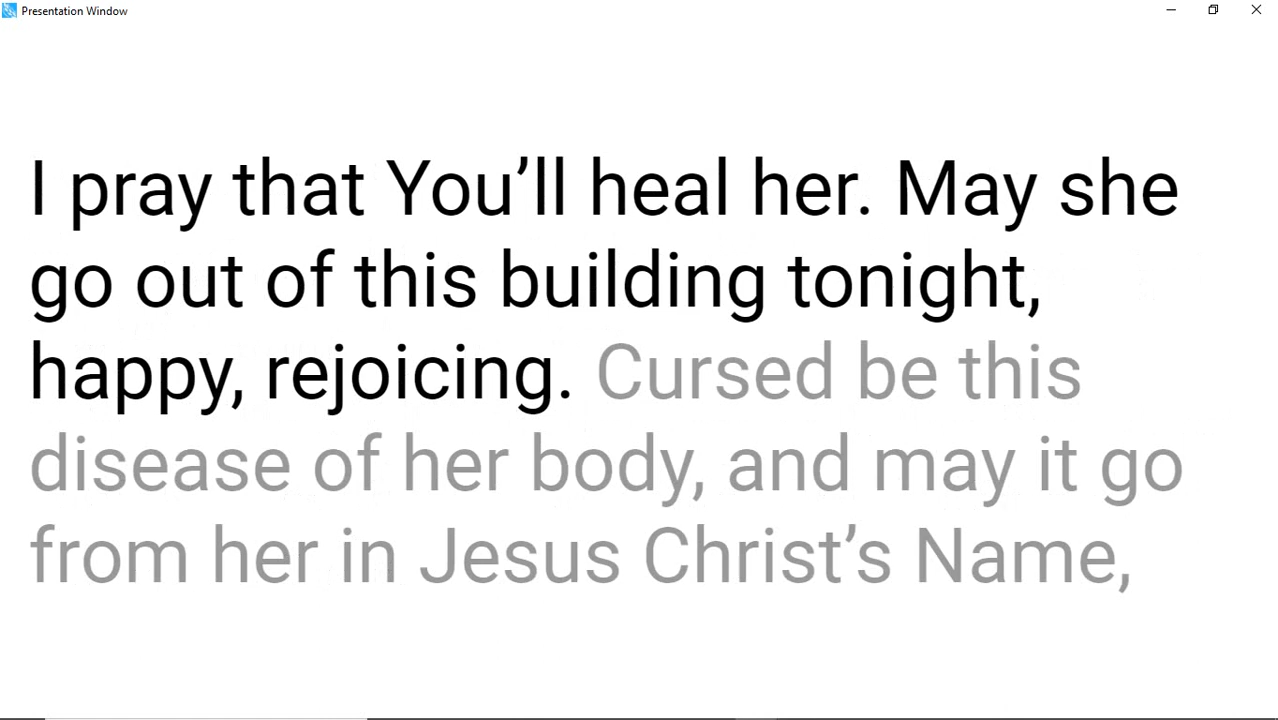 Presentation Window
I pray that You’ll heal her. May she
go out of this building tonight,
happy, rejoicing. Cursed be this
disease of her body, and may it go
from her in Jesus Christ’s Name,